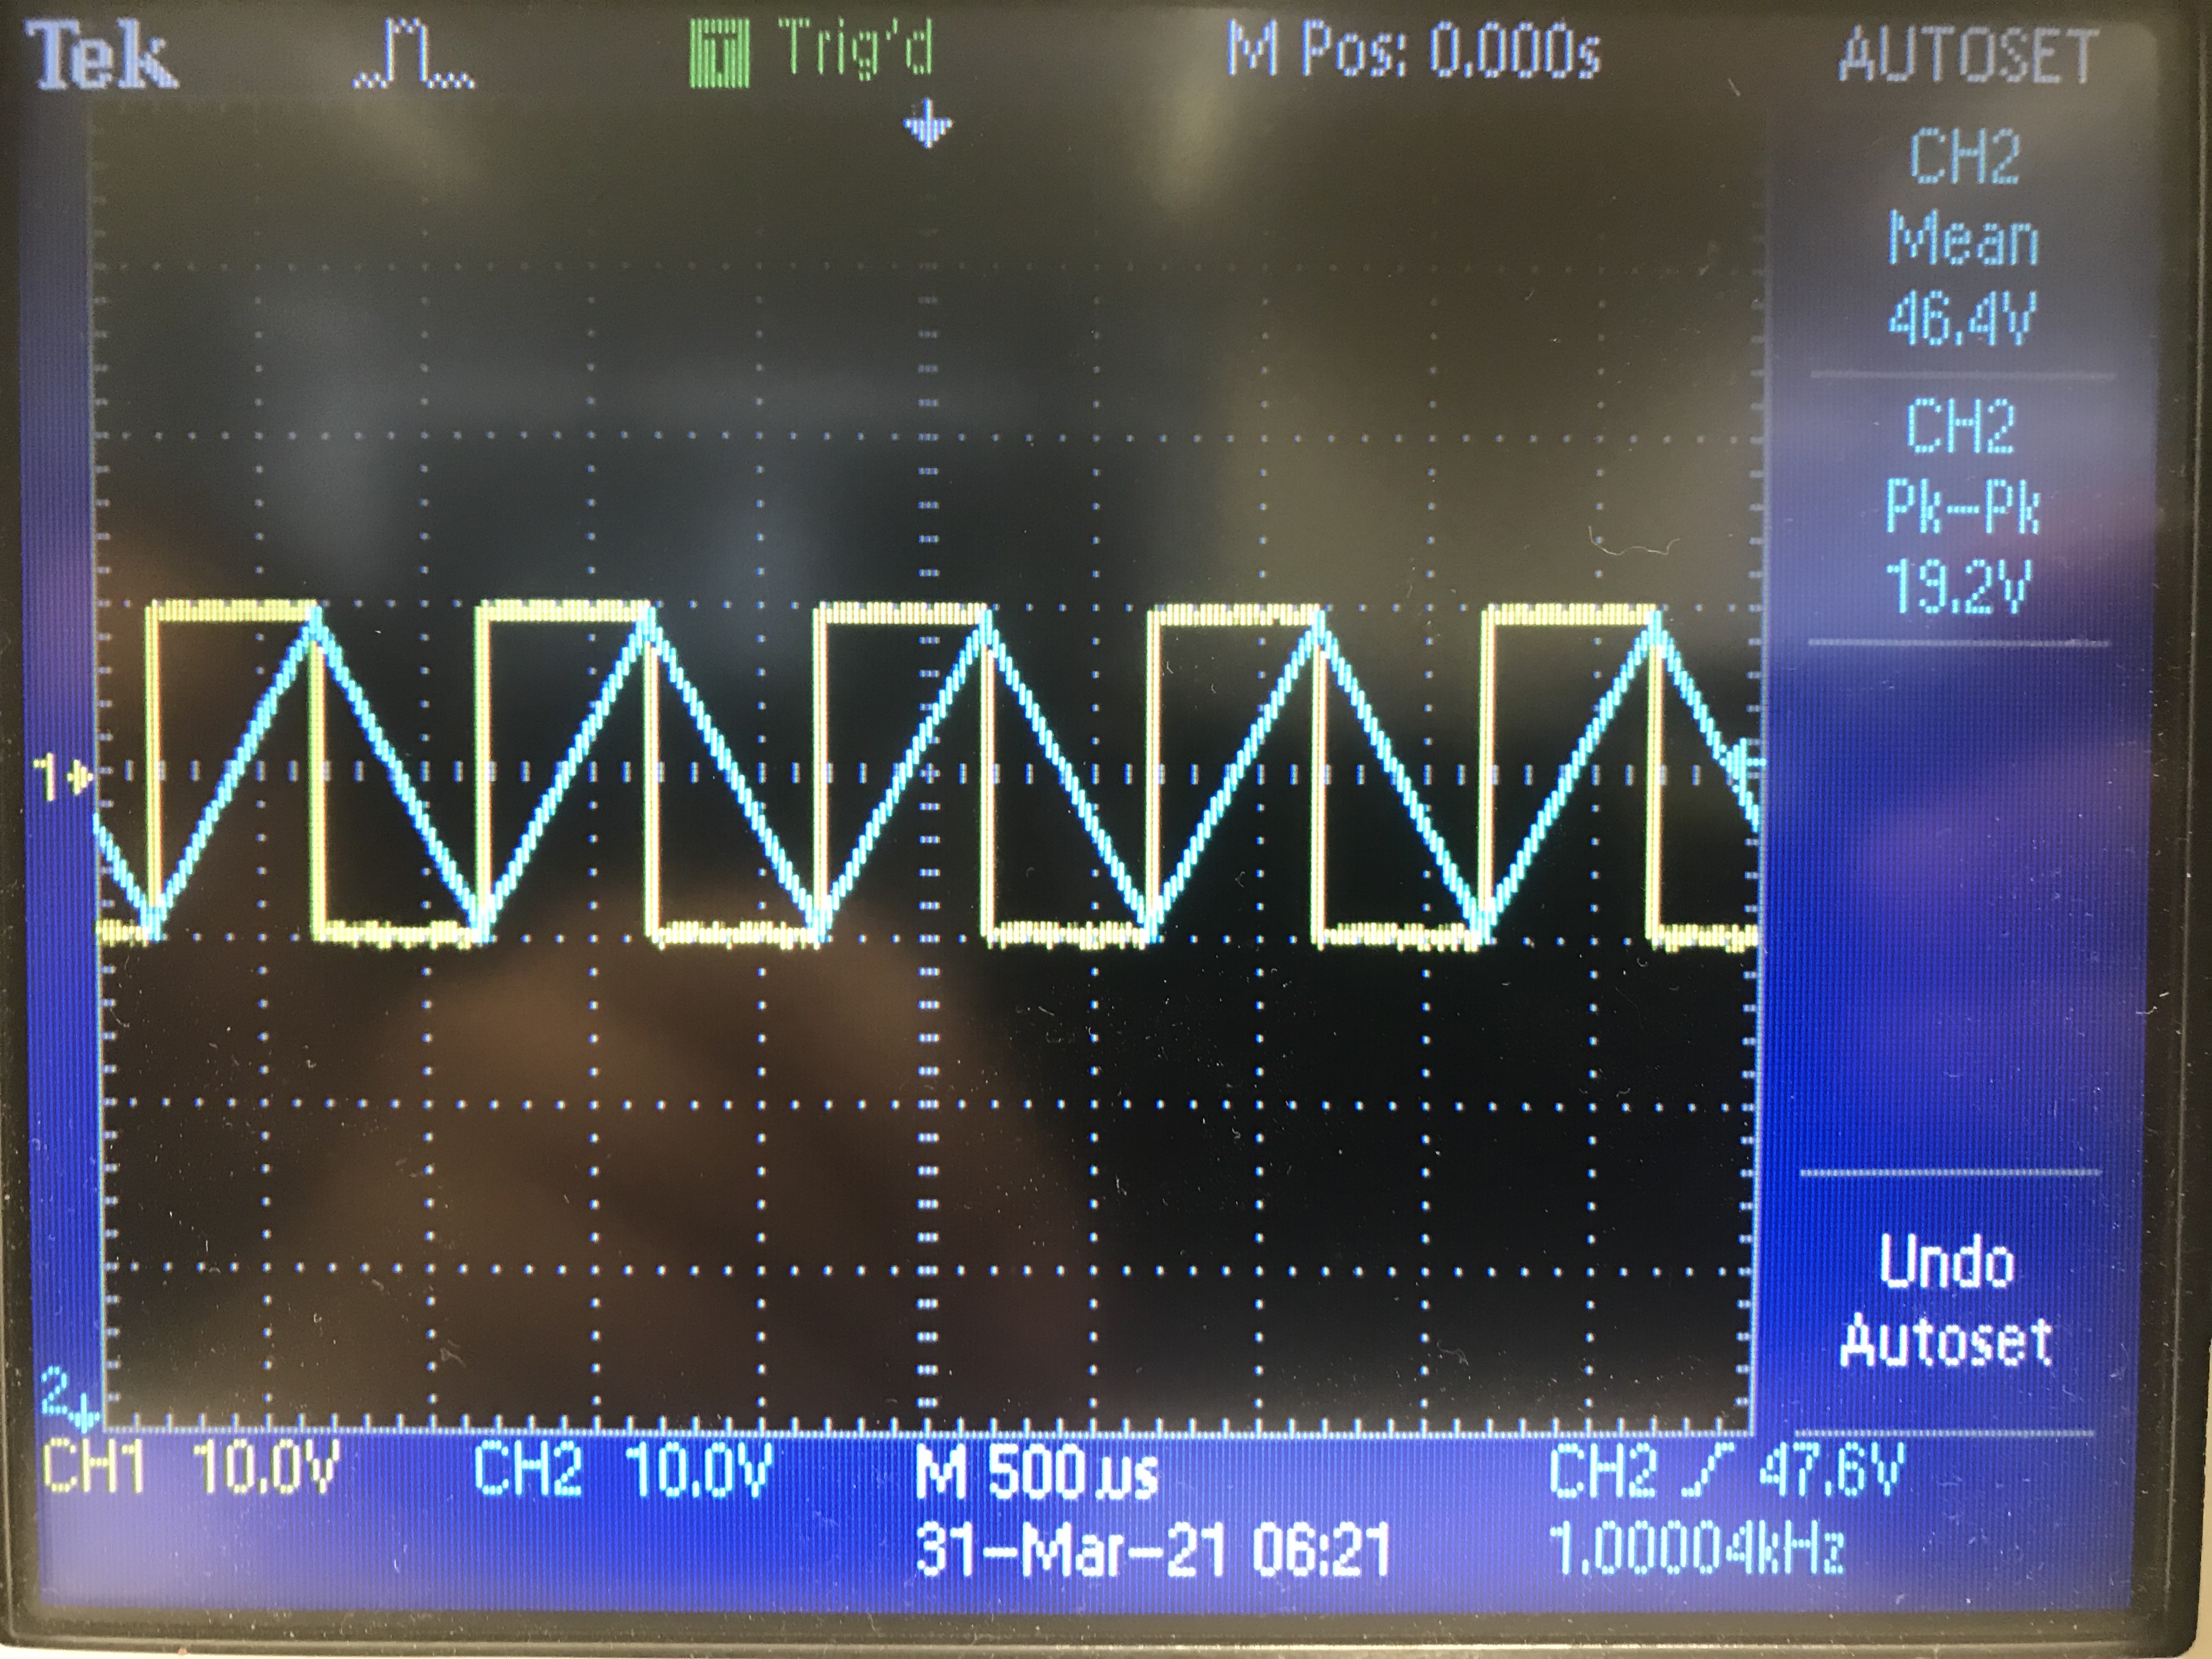 Tek Trig'd M Pos: 0.000s AUTOSET
CH2
Mean
46.4V
CH2
Pk-Pk
19.2V
1
Undo
Autoset
2
CH1 10.0V CH2 10.0V M 500µs CH2 47.6V
31-Mar-21 06:21 1.00004kHz